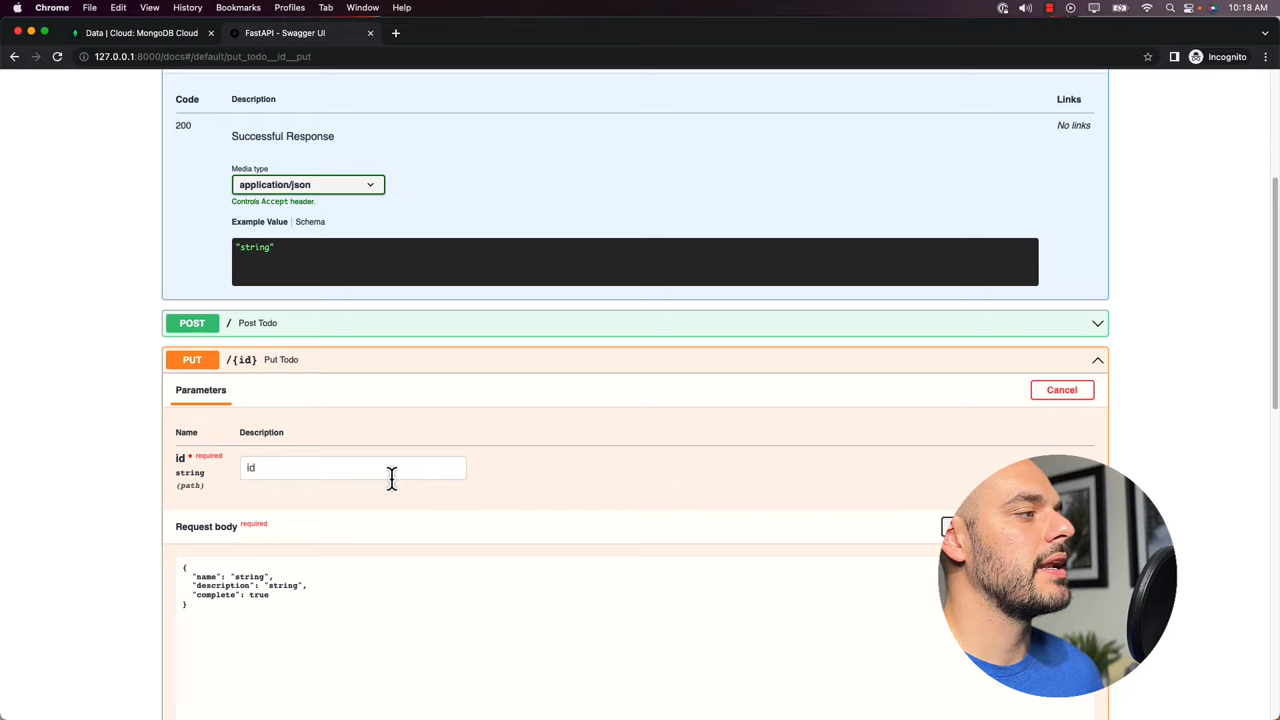 Chrome File Edit View History Bookmarks Profiles Tab Window Help 10:18 AM
Data | Cloud: MongoDB Cloud FastAPI - Swagger UI
127.0.0.1:8000/docs#/default/put_todo__id__put Incognito
Code Description Links
200 Successful Response No links
Media type
application/json
Controls Accept header.
Example Value Schema
"string"
POST / Post Todo
PUT /{id} Put Todo
Parameters Cancel
Name Description
id * required
id
string
(path)
Request body required
{
"name": "string",
"description": "string",
"complete": true
}